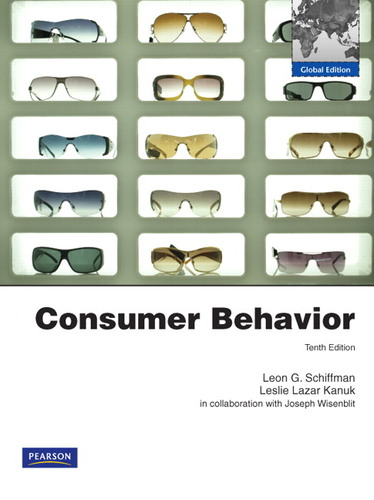 Global Edition
Consumer Behavior
Tenth Edition
Leon G. Schiffman
Leslie Lazar Kanuk
in collaboration with Joseph Wisenblit
PEARSON